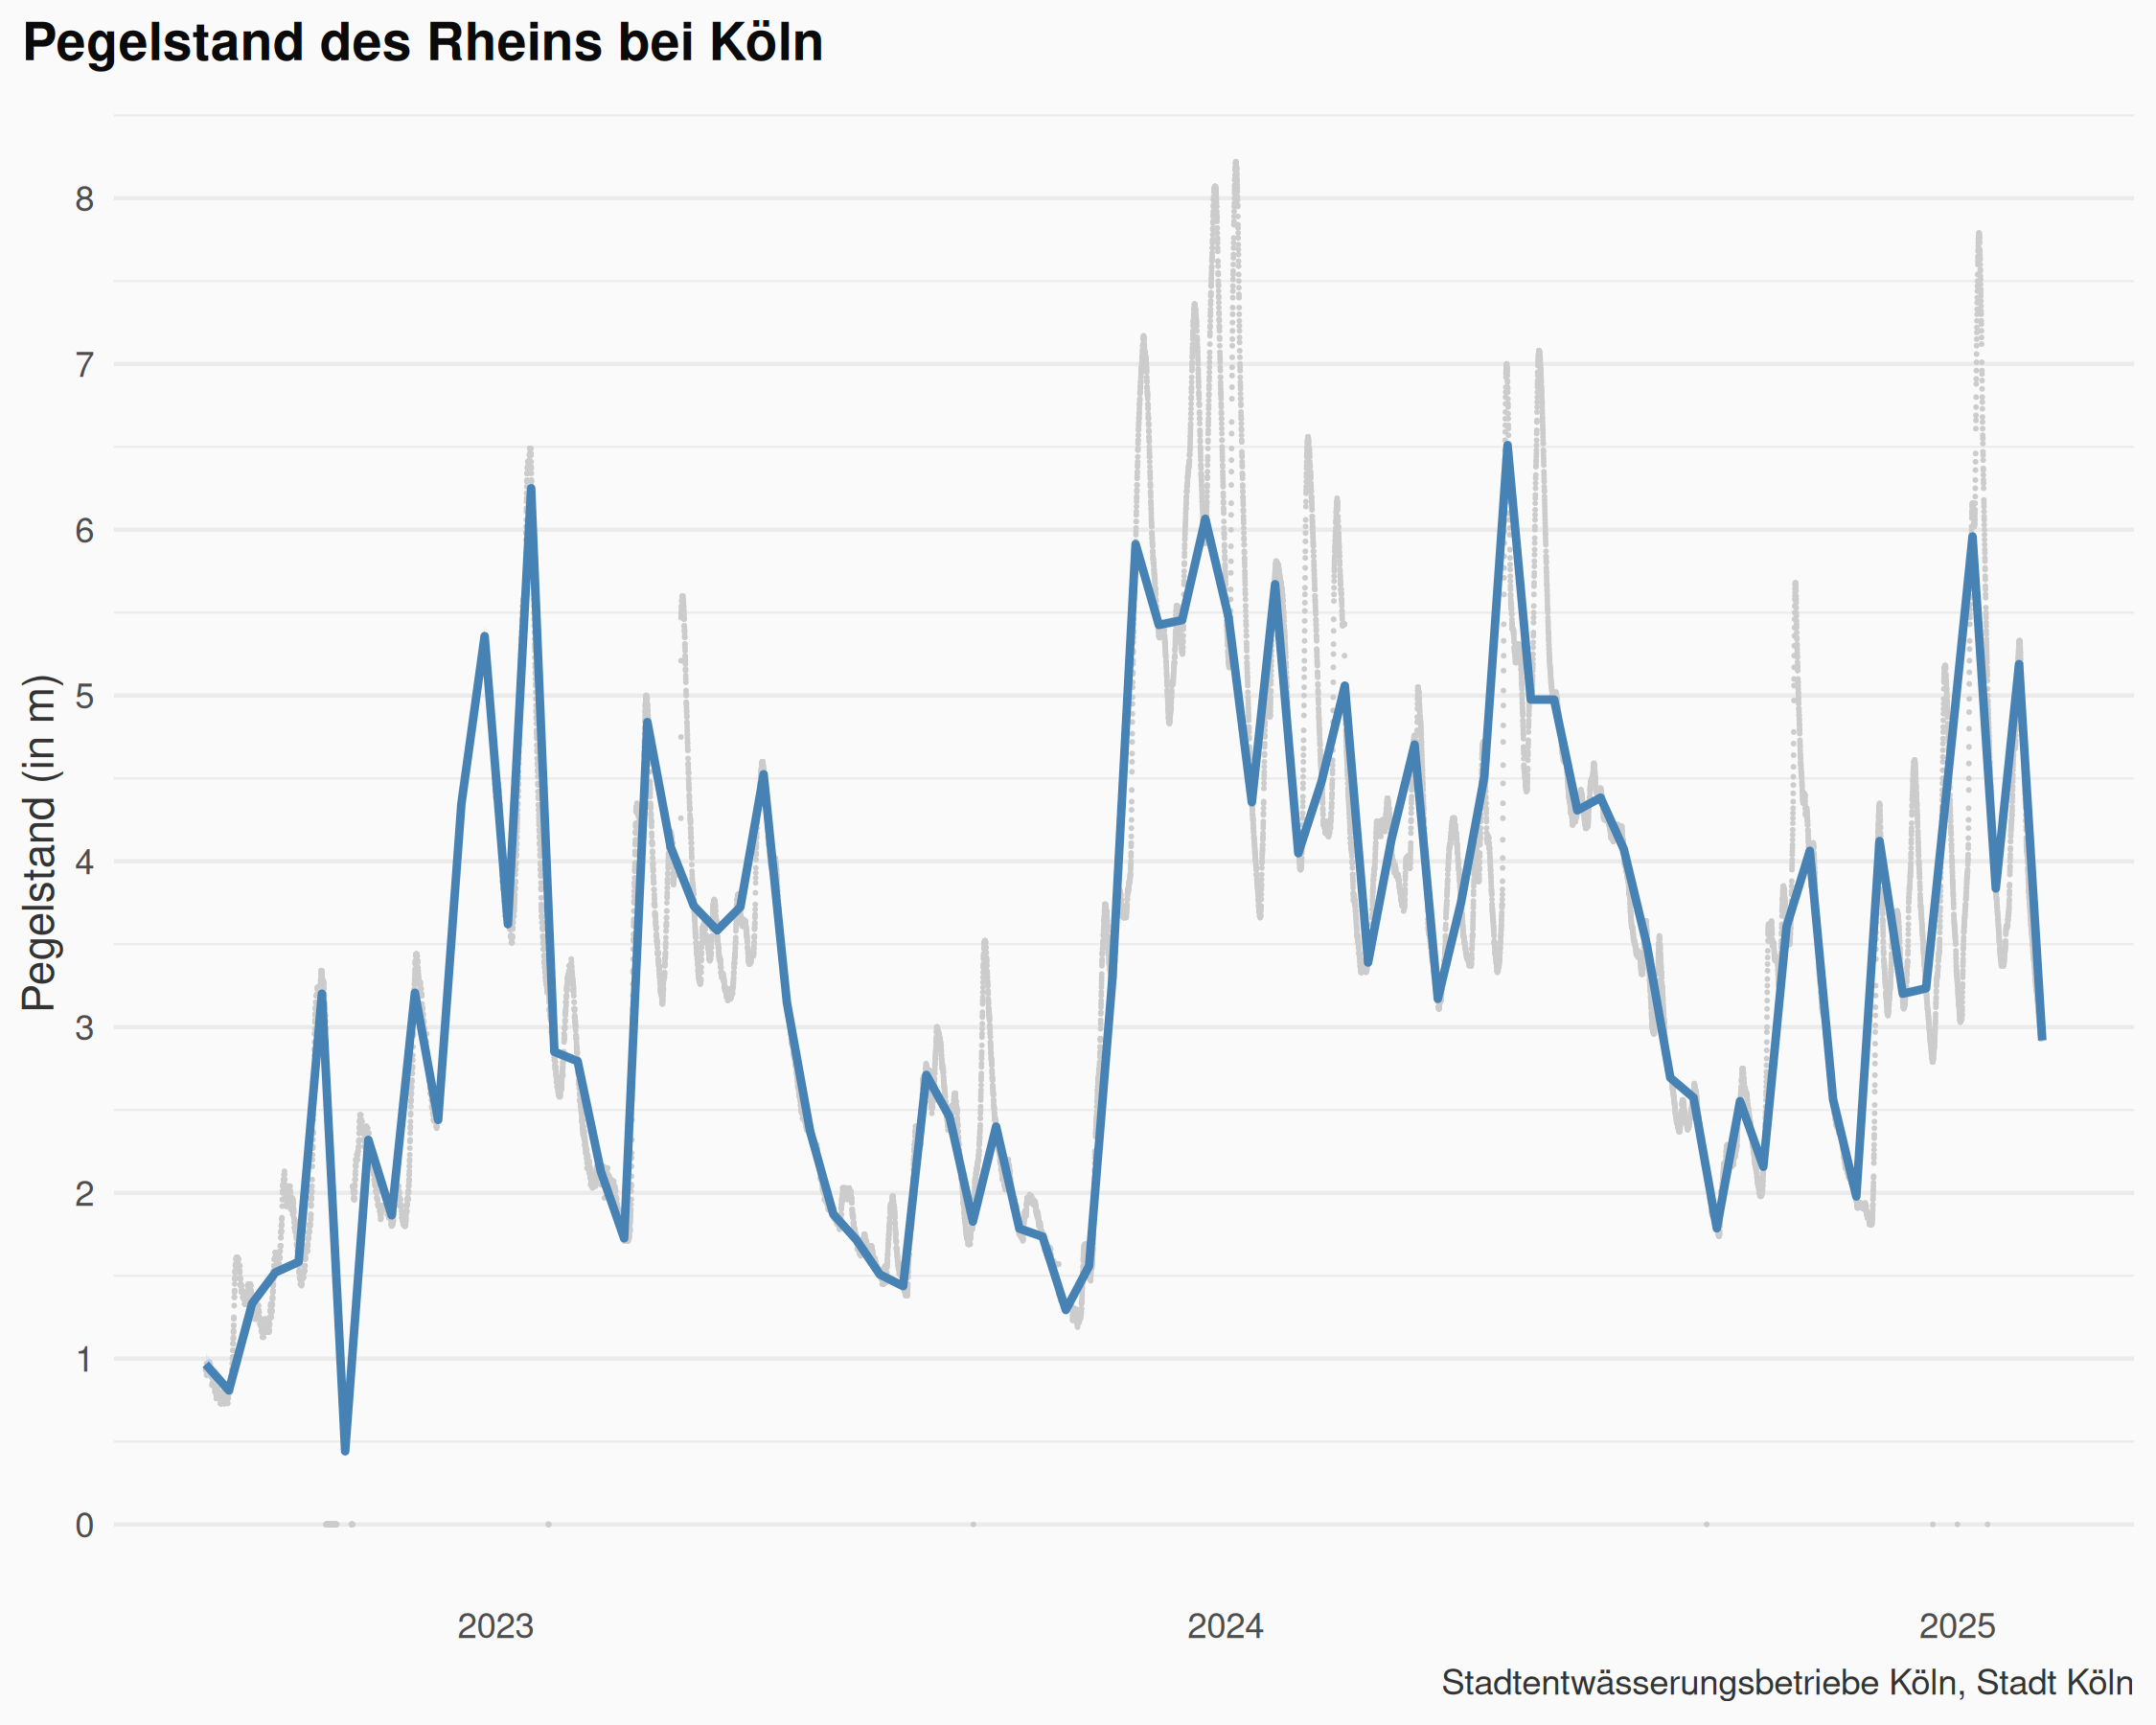 Pegelstand des Rheins bei Köln
Pegelstand (in m)
8
7
6
5
4
3
2
1
0
2023 2024 2025
Stadtentwässerungsbetriebe Köln, Stadt Köln